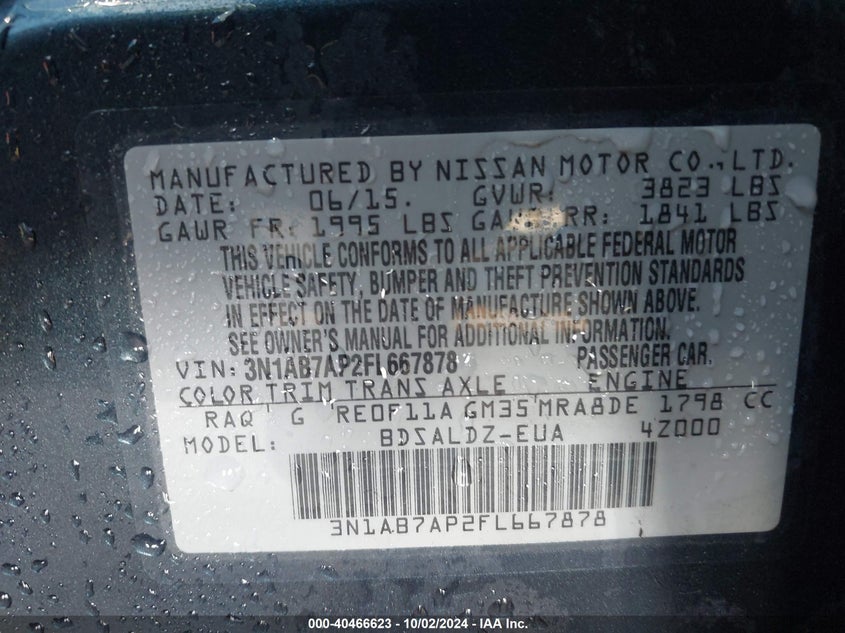 MANUFACTURED BY NISSAN MOTOR CO., LTD.
DATE: 06/15. GVWR: 3823 LBS
GAWR FR: 1995 LBS GAWR RR: 1841 LBS
THIS VEHICLE CONFORMS TO ALL APPLICABLE FEDERAL MOTOR
VEHICLE SAFETY, BUMPER AND THEFT PREVENTION STANDARDS
IN EFFECT ON THE DATE OF MANUFACTURE SHOWN ABOVE.
SEE OWNER'S MANUAL FOR ADDITIONAL INFORMATION.
VIN: 3N1AB7AP2FL667878 PASSENGER CAR.
COLOR TRIM TRANS AXLE ENGINE
RAQ G RE0F11A GM35 MRA8DE 1798 CC
MODEL: BDSALDZ-EUA 4Z000
3N1AB7AP2FL667878
000-40466623 - 10/02/2024 - IAA Inc.